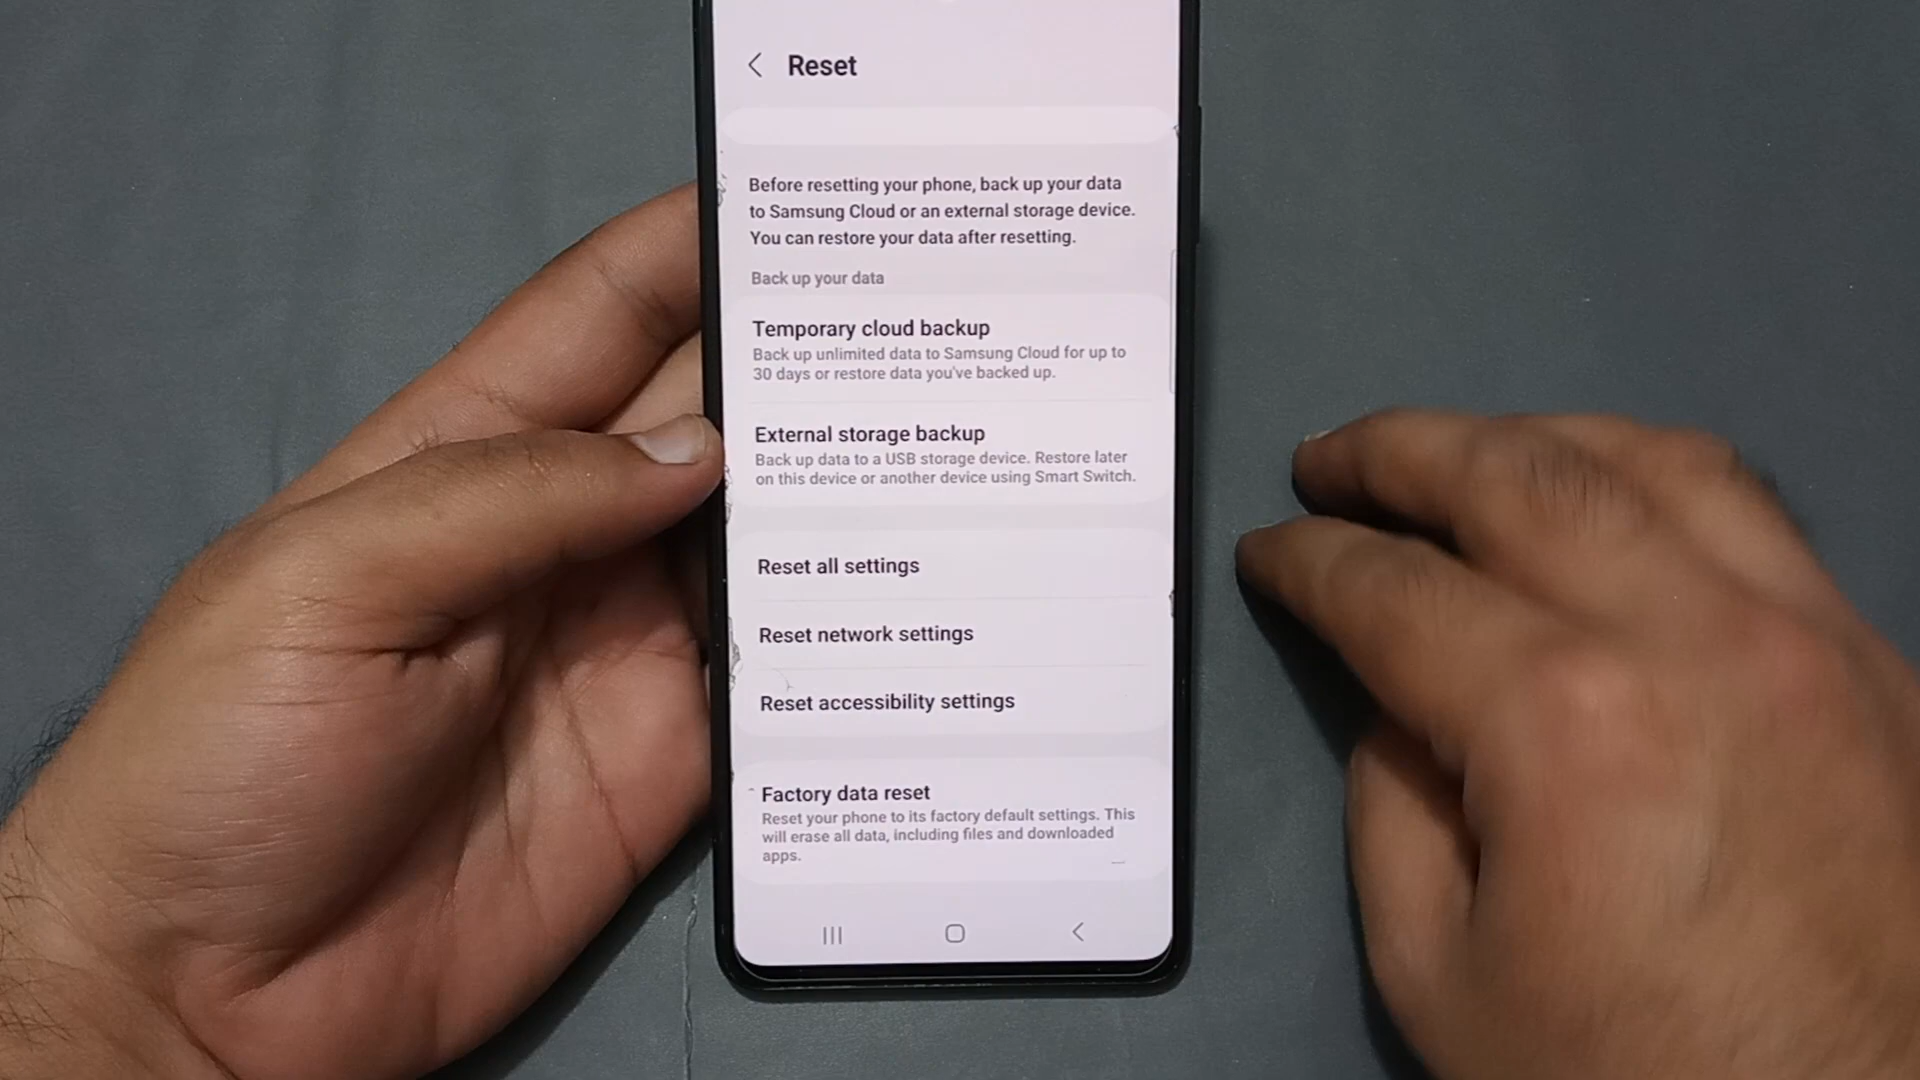 Reset
Before resetting your phone, back up your data
to Samsung Cloud or an external storage device.
You can restore your data after resetting.
Back up your data
Temporary cloud backup
Back up unlimited data to Samsung Cloud for up to
30 days or restore data you've backed up.
External storage backup
Back up data to a USB storage device. Restore later
on this device or another device using Smart Switch.
Reset all settings
Reset network settings
Reset accessibility settings
Factory data reset
Reset your phone to its factory default settings. This
will erase all data, including files and downloaded
apps.